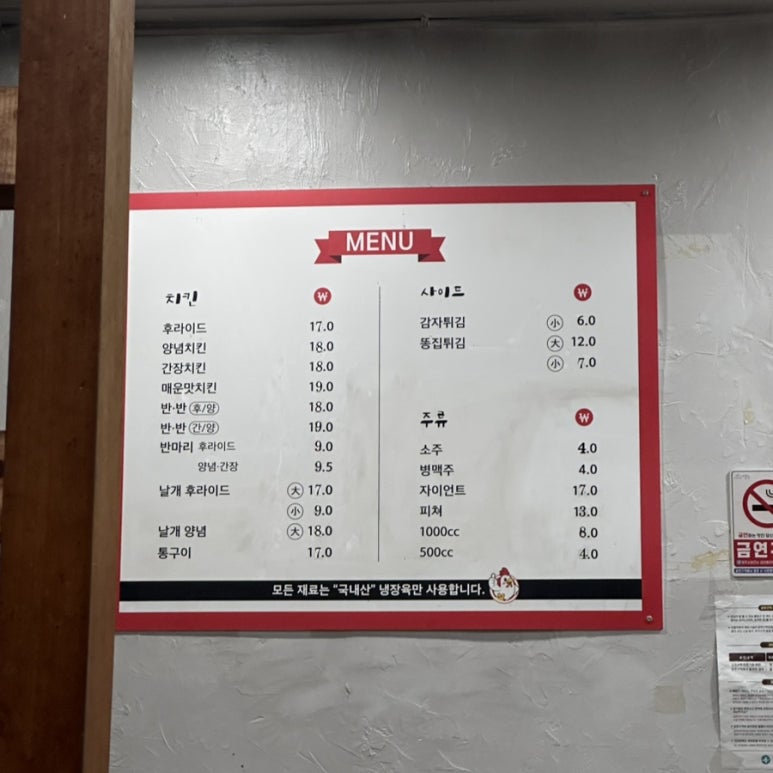 MENU
치킨 ₩
후라이드 17.0
양념치킨 18.0
간장치킨 18.0
매운맛치킨 19.0
반·반 후/양 18.0
반·반 간/양 19.0
반마리 후라이드 9.0
양념·간장 9.5
날개 후라이드 大 17.0
小 9.0
날개 양념 大 18.0
통구이 17.0
사이드 ₩
감자튀김 小 6.0
똥집튀김 大 12.0
小 7.0
주류 ₩
소주 4.0
병맥주 4.0
자이언트 17.0
피쳐 13.0
1000cc 8.0
500cc 4.0
모든 재료는 "국내산" 냉장육만 사용합니다.
금연